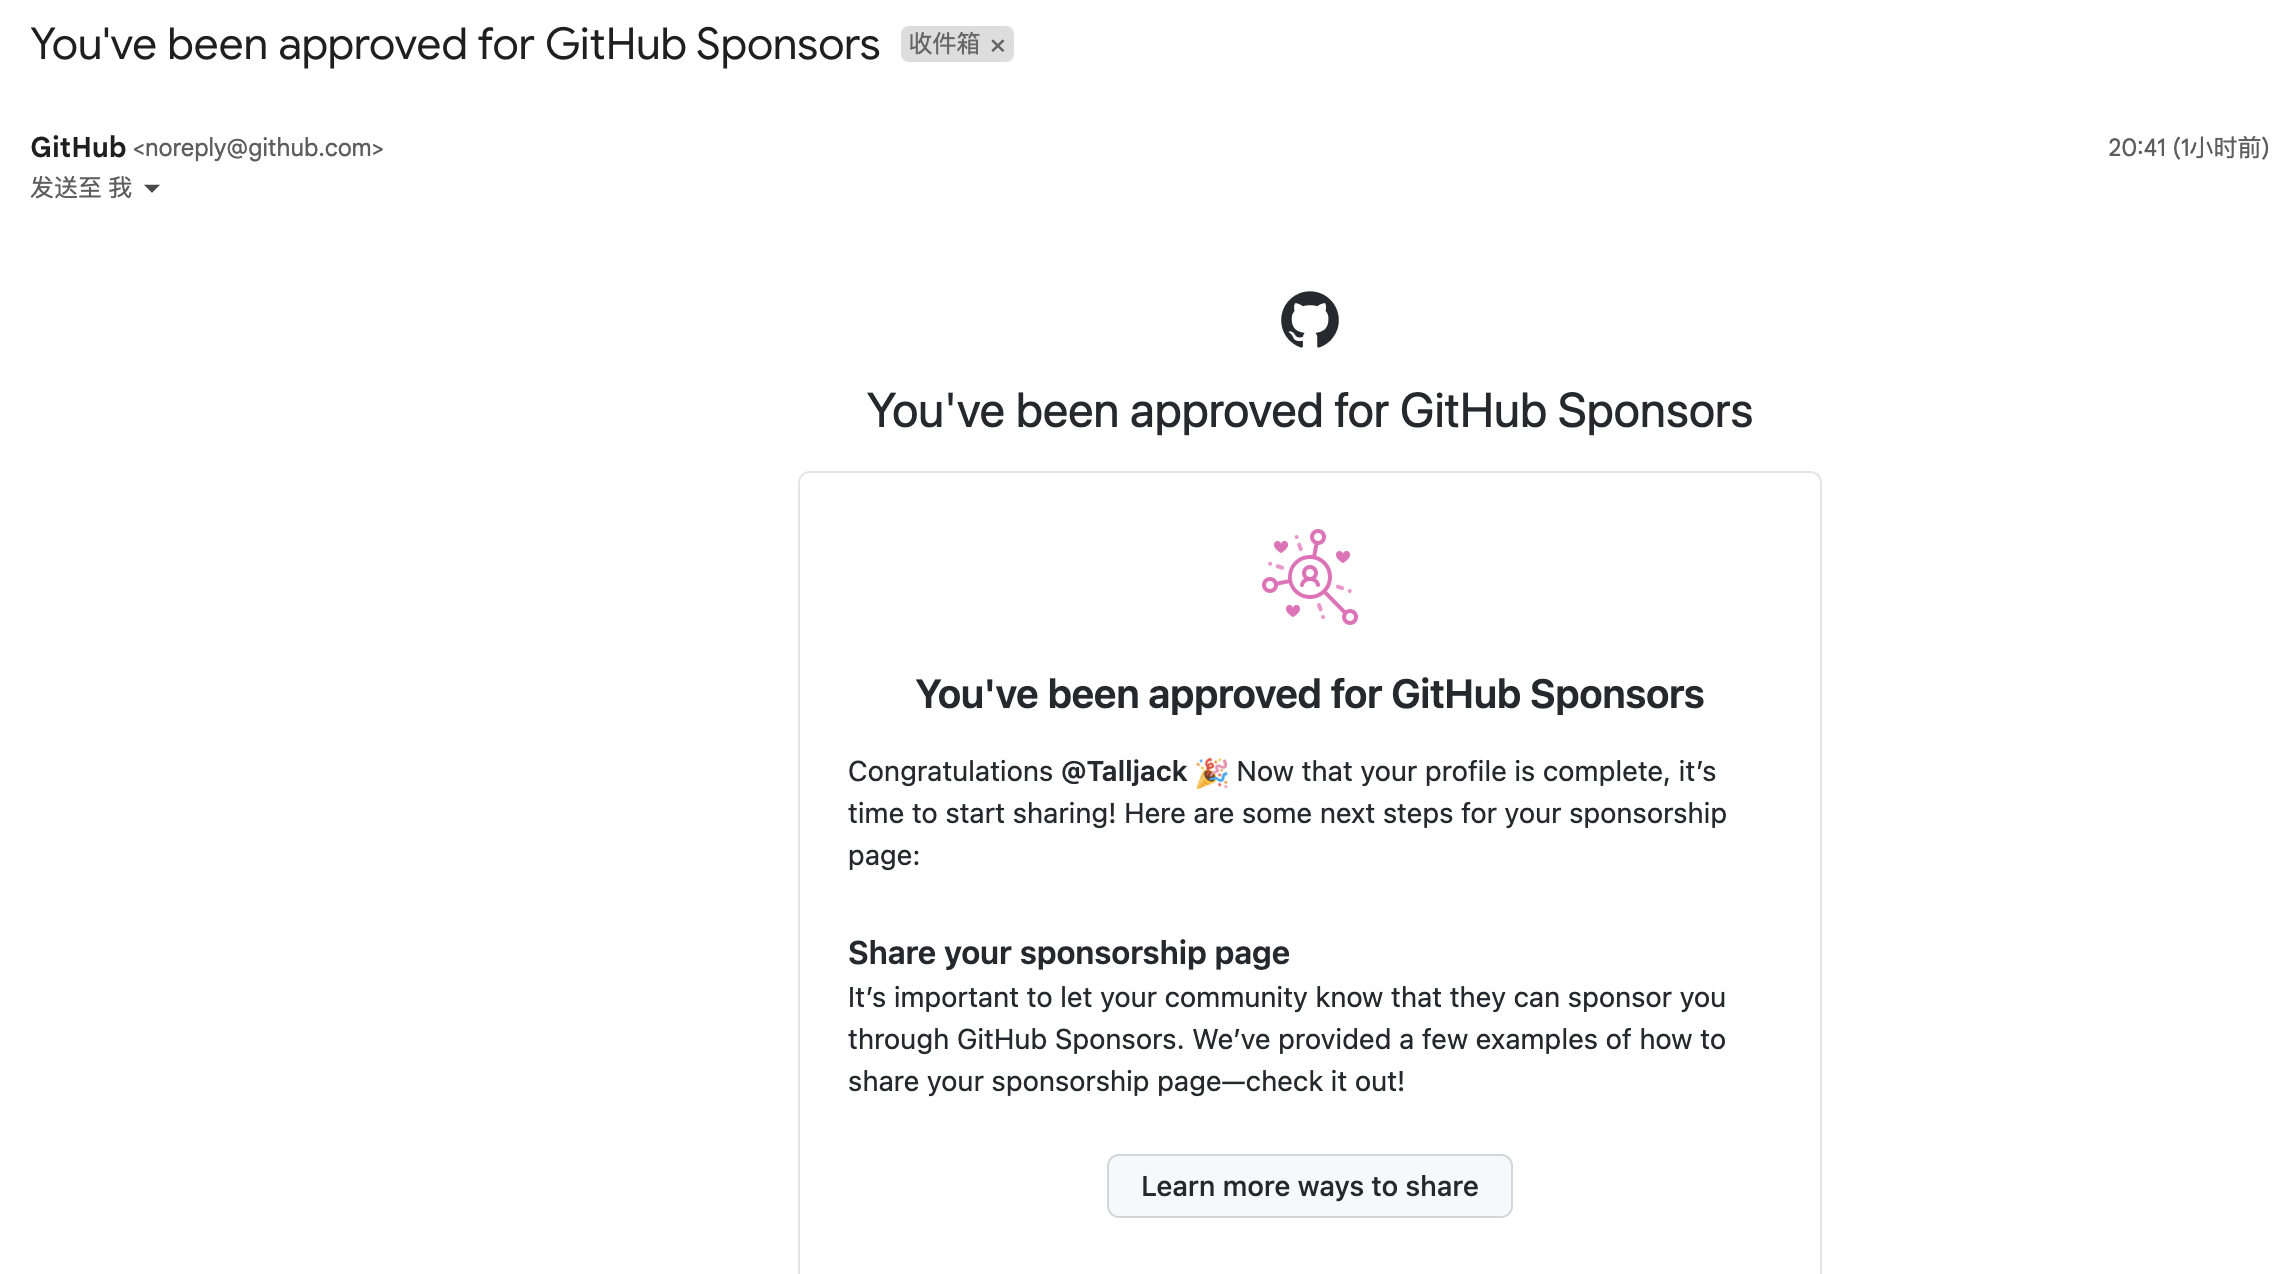 You've been approved for GitHub Sponsors 收件箱 ×
GitHub <noreply@github.com> 20:41 (1小时前)
发送至 我
You've been approved for GitHub Sponsors
You've been approved for GitHub Sponsors
Congratulations @Talljack 🎉 Now that your profile is complete, it’s
time to start sharing! Here are some next steps for your sponsorship
page:
Share your sponsorship page
It’s important to let your community know that they can sponsor you
through GitHub Sponsors. We’ve provided a few examples of how to
share your sponsorship page—check it out!
Learn more ways to share